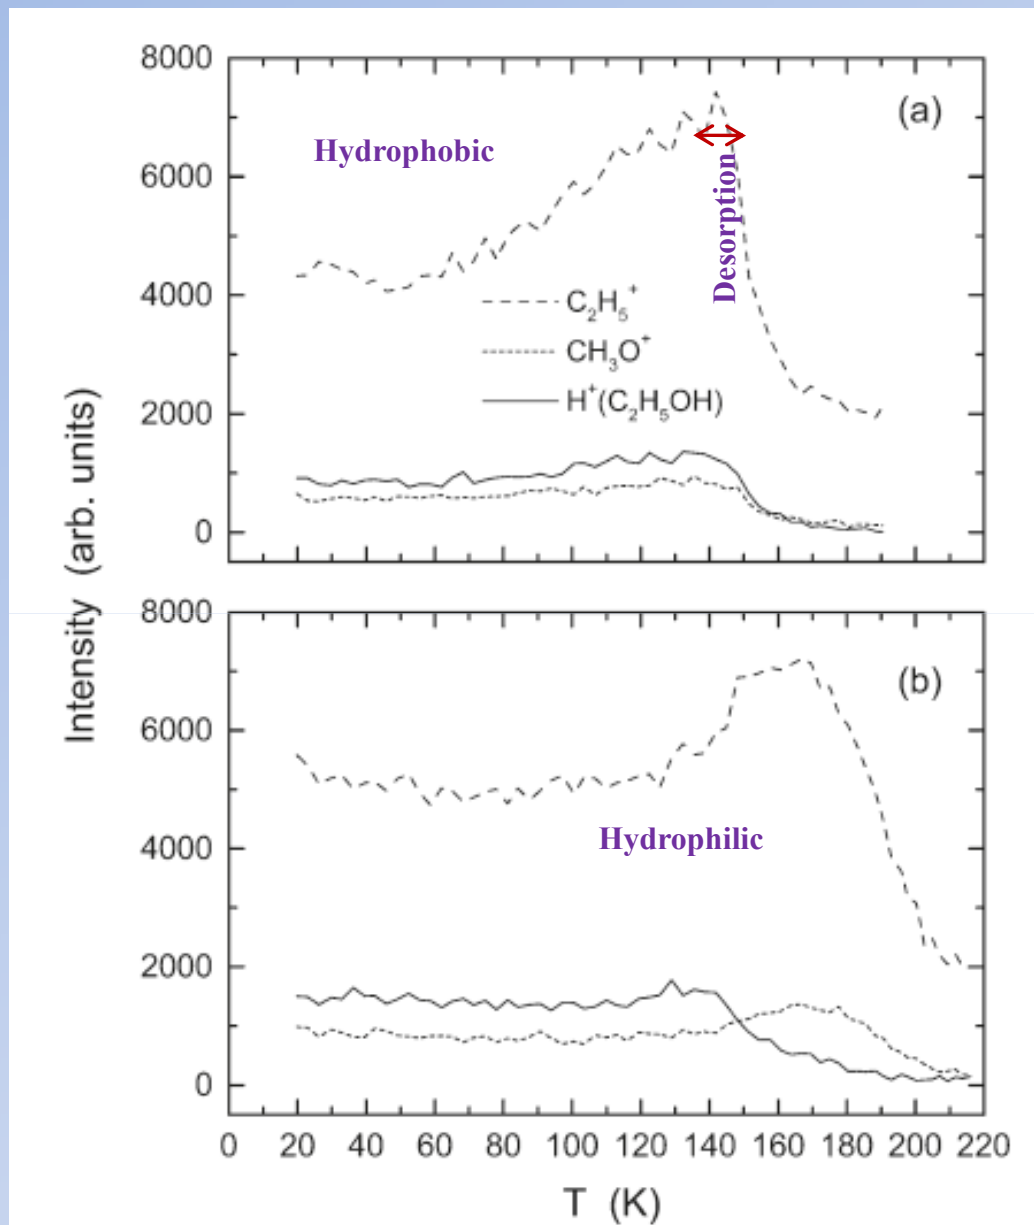 8000
(a)
Hydrophobic
6000
Desorption
4000
C₂H₅⁺
CH₃O⁺
H⁺(C₂H₅OH)
2000
0
Intensity (arb. units)
8000
(b)
6000
Hydrophilic
4000
2000
0
0 20 40 60 80 100 120 140 160 180 200 220
T (K)